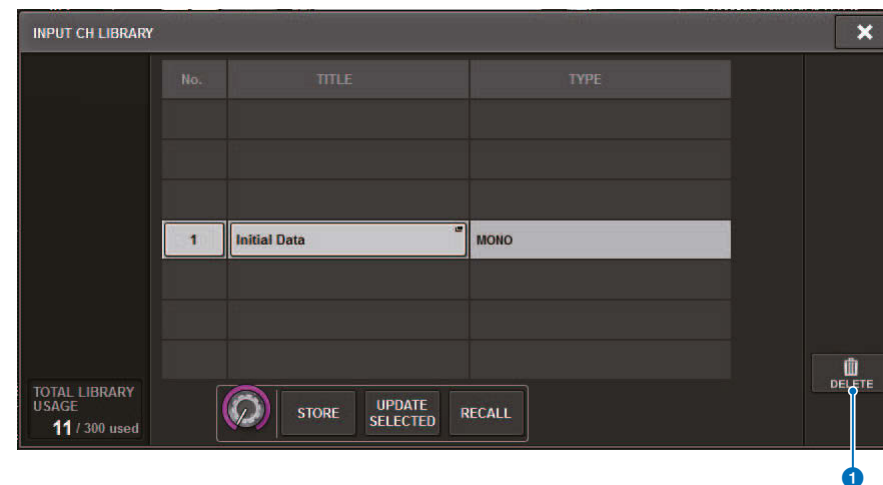 INPUT CH LIBRARY
No. TITLE TYPE
1 Initial Data MONO
DELETE
TOTAL LIBRARY
USAGE
11 / 300 used
STORE
UPDATE
SELECTED
RECALL
1